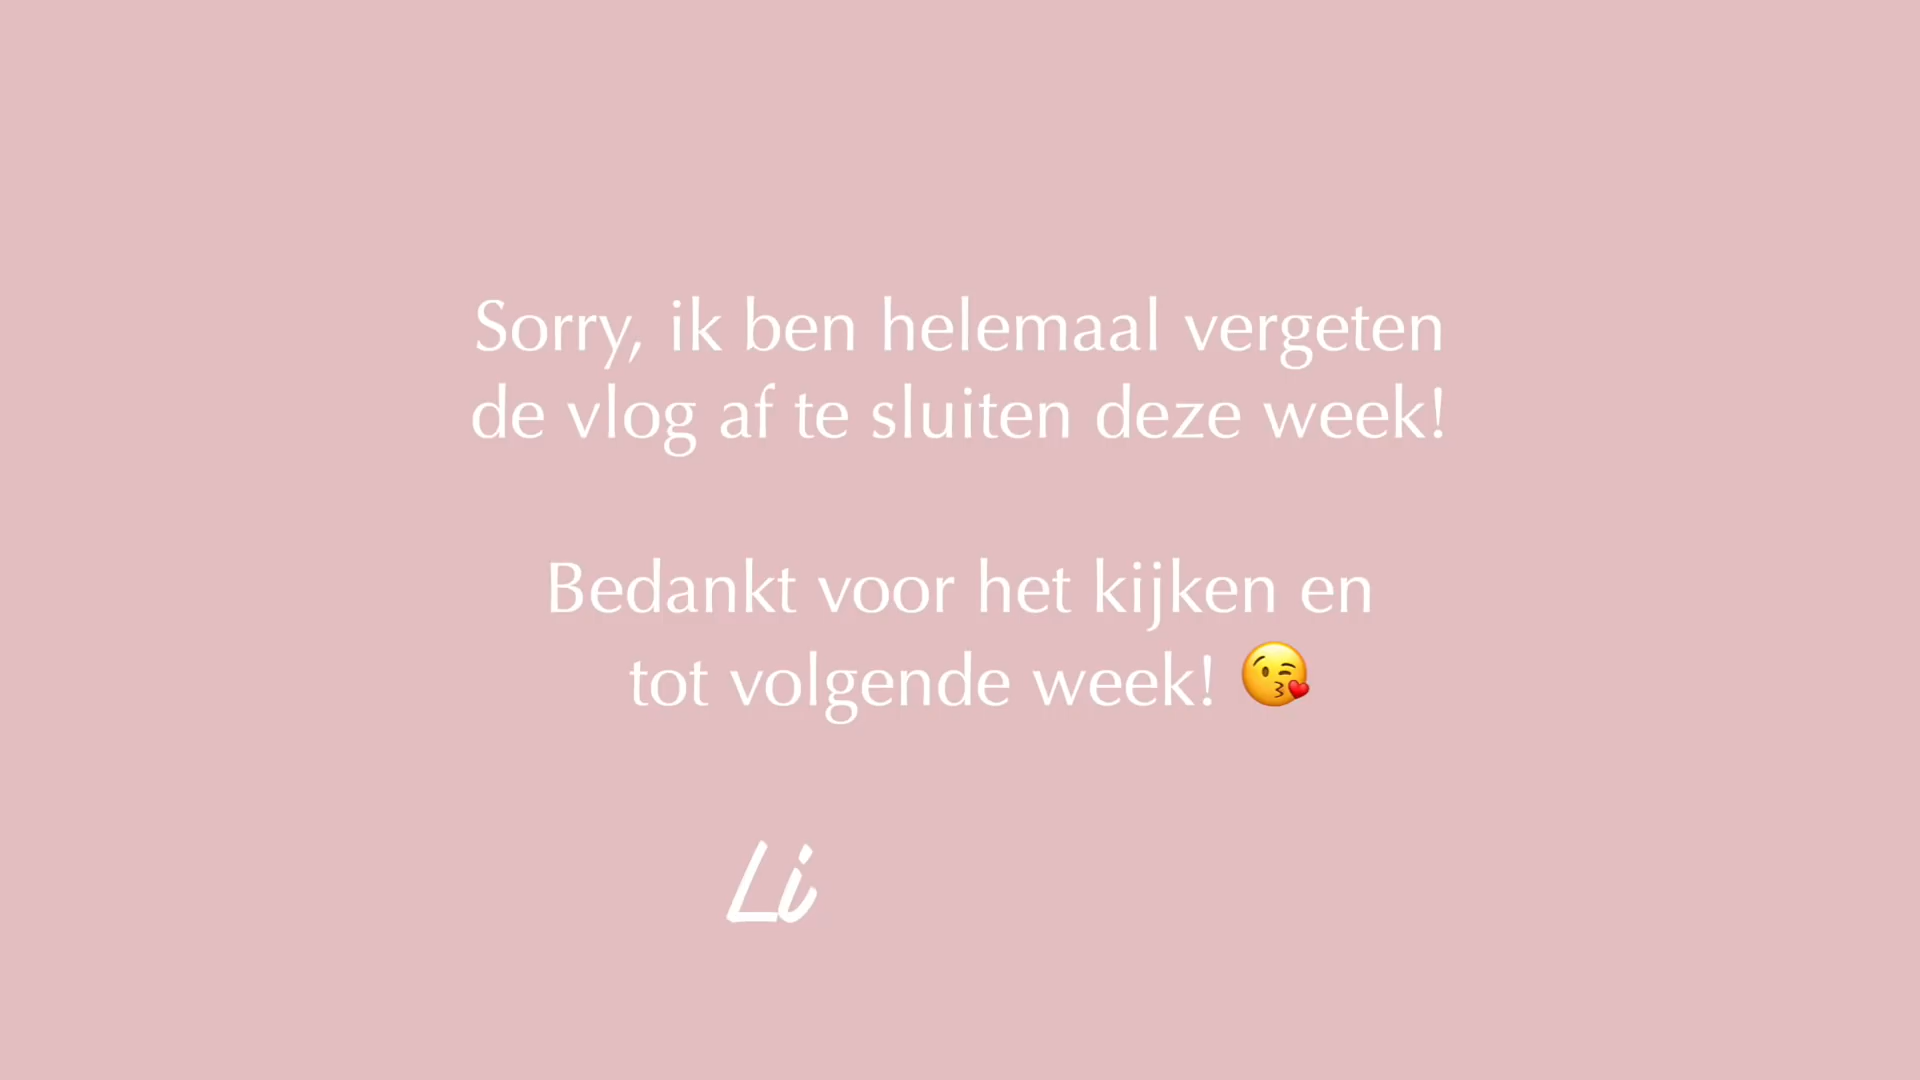 Sorry, ik ben helemaal vergeten
de vlog af te sluiten deze week!
Bedankt voor het kijken en
tot volgende week! 😘
Li